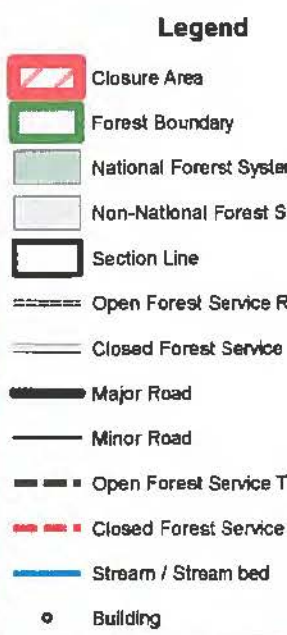 Legend
Closure Area
Forest Boundary
National Forerst System
Non-National Forest S
Section Line
Open Forest Service R
Closed Forest Service
Major Road
Minor Road
Open Forest Service T
Closed Forest Service
Stream / Stream bed
Building